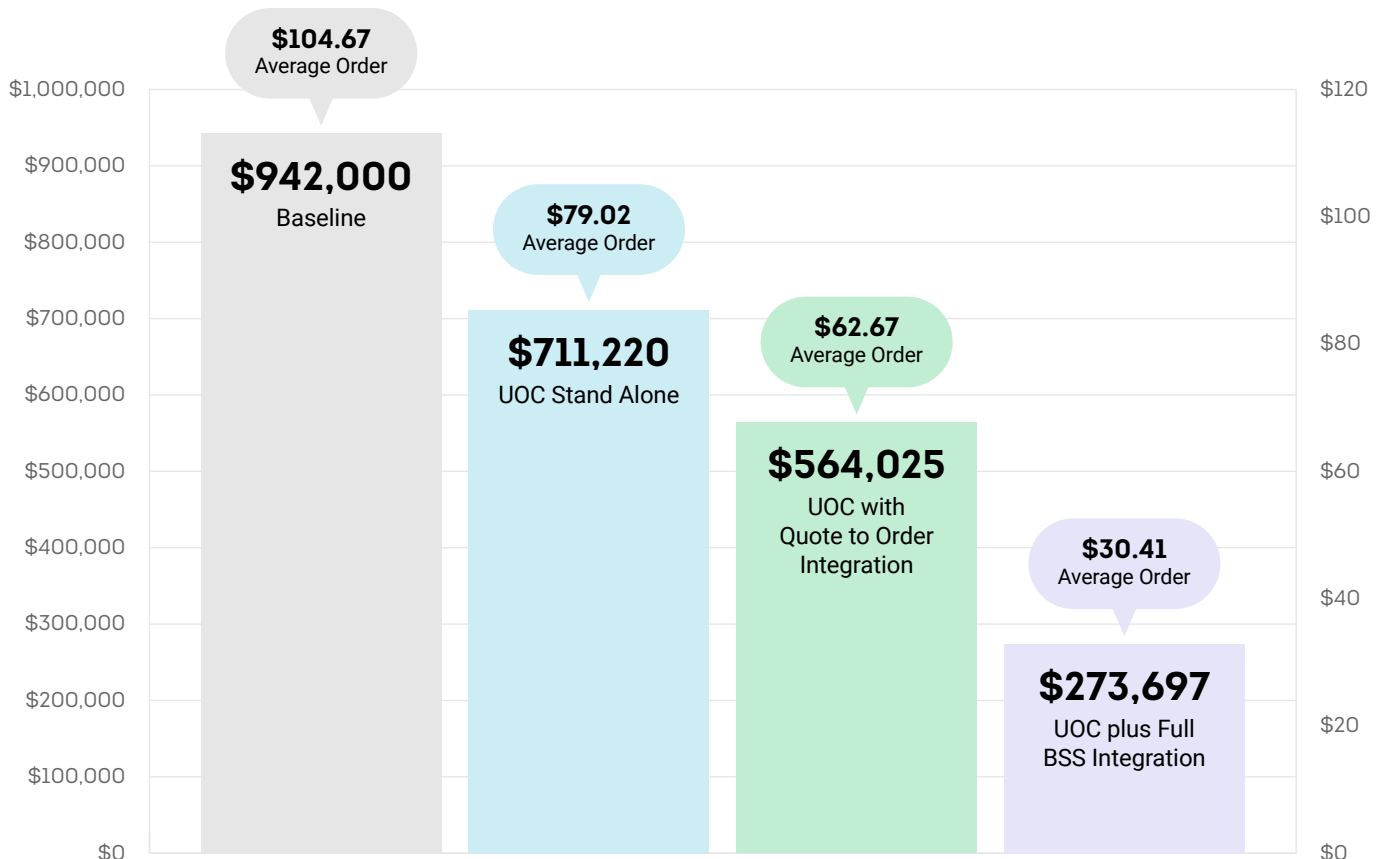 $104.67
Average Order
$1,000,000
$120
$942,000
Baseline
$900,000
$79.02
Average Order
$100
$800,000
$700,000
$711,220
UOC Stand Alone
$62.67
Average Order
$80
$600,000
$564,025
UOC with
Quote to Order
Integration
$500,000
$60
$400,000
$30.41
Average Order
$40
$300,000
$273,697
UOC plus Full
BSS Integration
$200,000
$20
$100,000
$0
$0